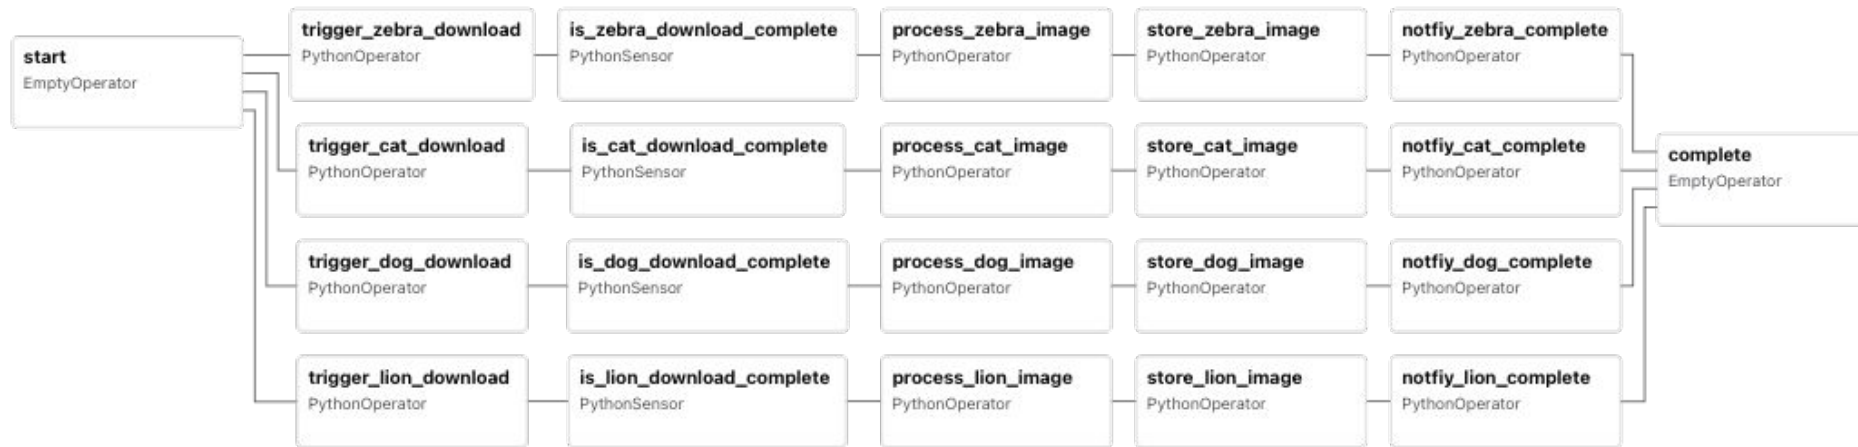 start
EmptyOperator
trigger_zebra_download
PythonOperator
is_zebra_download_complete
PythonSensor
process_zebra_image
PythonOperator
store_zebra_image
PythonOperator
notfiy_zebra_complete
PythonOperator
trigger_cat_download
PythonOperator
is_cat_download_complete
PythonSensor
process_cat_image
PythonOperator
store_cat_image
PythonOperator
notfiy_cat_complete
PythonOperator
trigger_dog_download
PythonOperator
is_dog_download_complete
PythonSensor
process_dog_image
PythonOperator
store_dog_image
PythonOperator
notfiy_dog_complete
PythonOperator
trigger_lion_download
PythonOperator
is_lion_download_complete
PythonSensor
process_lion_image
PythonOperator
store_lion_image
PythonOperator
notfiy_lion_complete
PythonOperator
complete
EmptyOperator